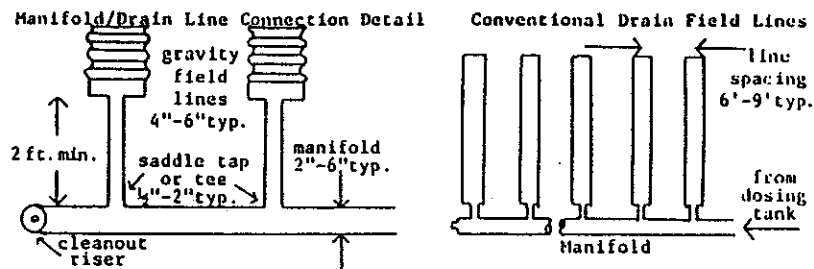 Manifold/Drain Line Connection Detail
gravity
field
lines
4"-6"typ.
2 ft. min.
saddle tap
or tee
½"-2"typ.
manifold
2"-6"typ.
cleanout
riser
Conventional Drain Field Lines
line
spacing
6'-9'typ.
from
dosing
tank
Manifold